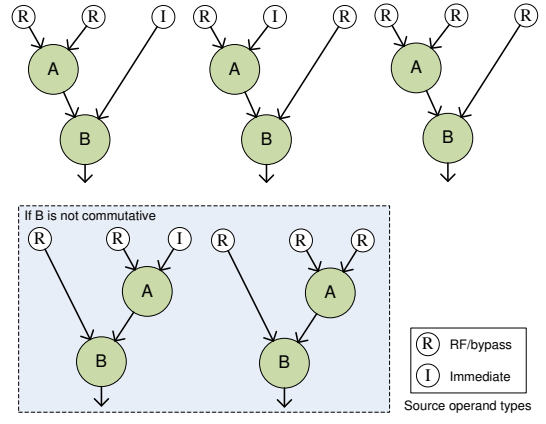 R R I R I R R R R
A A A
B B B
If B is not commutative
R R I R R R
A A
B B
R RF/bypass
I Immediate
Source operand types